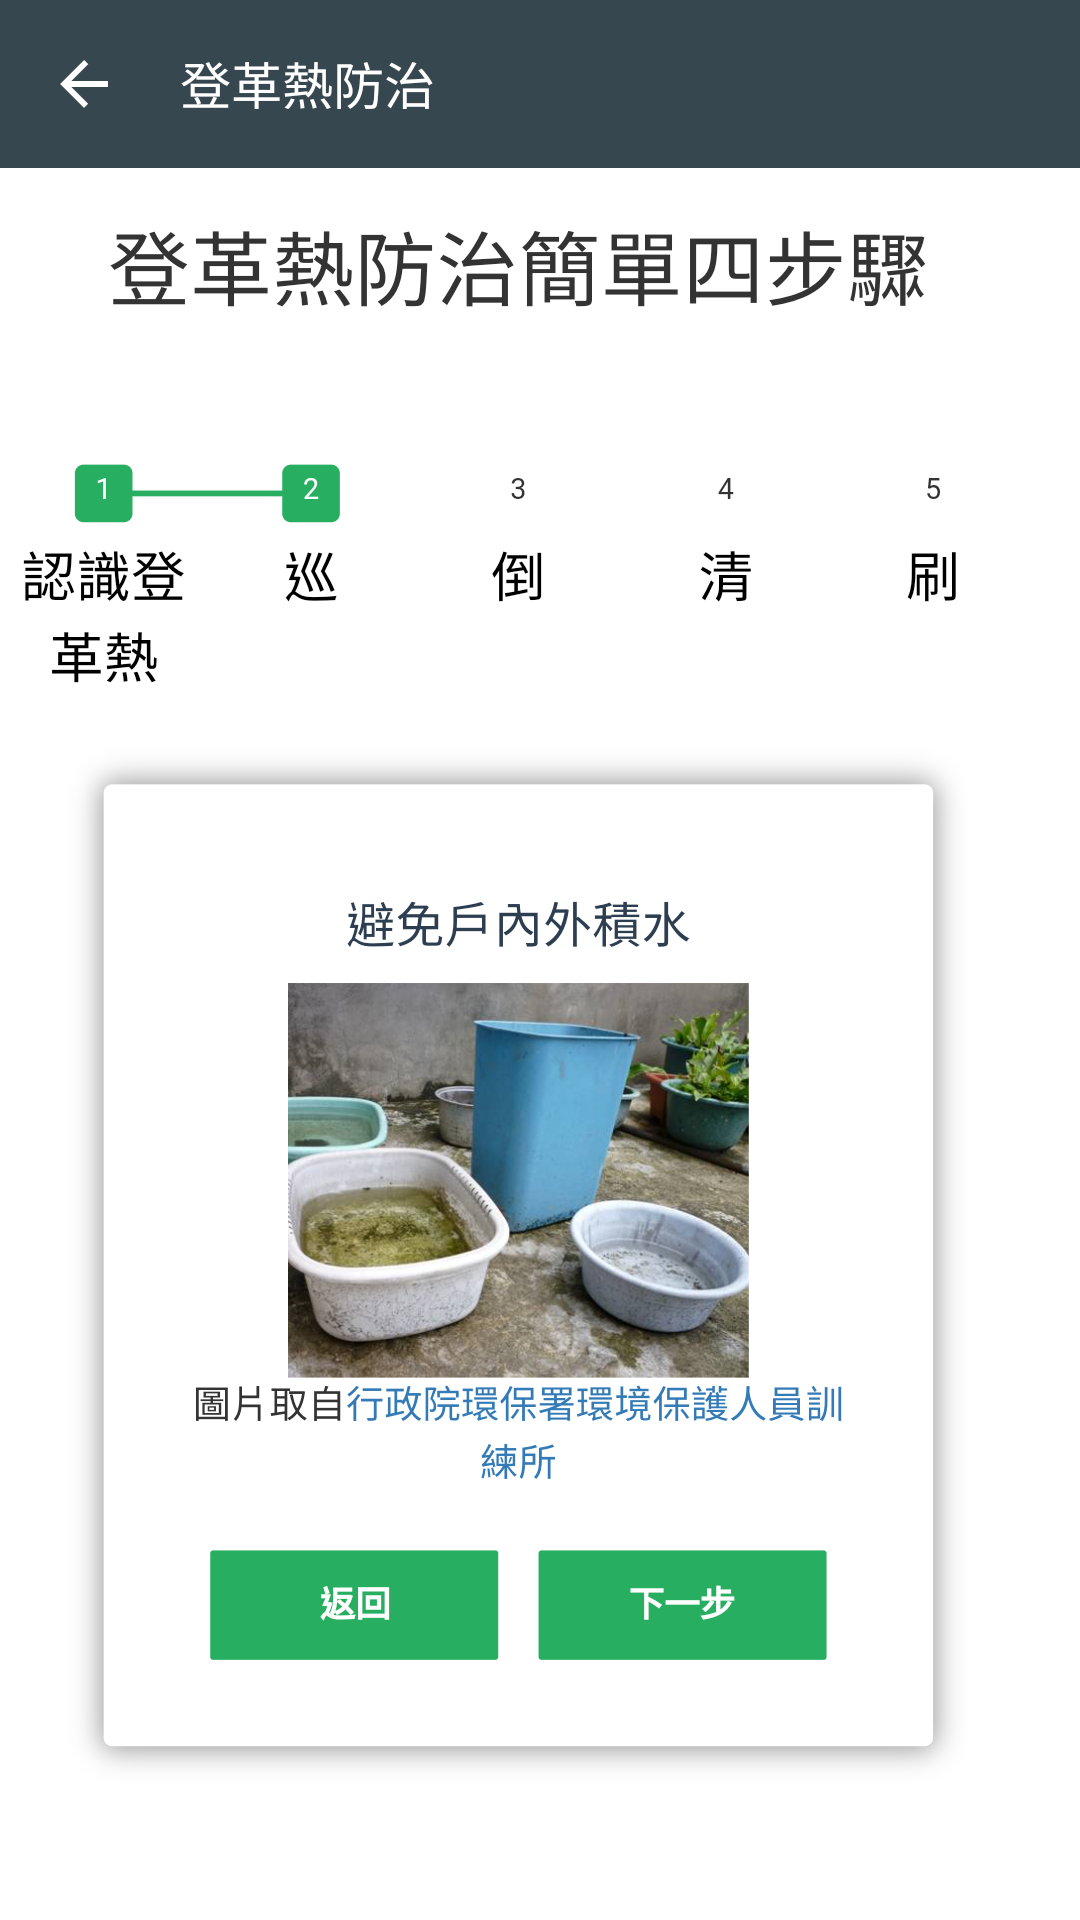 登革熱防治
登革熱防治簡單四步驟
1 2 3 4 5
認識登 巡 倒 清 刷
革熱
避免戶內外積水
圖片取自行政院環保署環境保護人員訓
練所
返回 下一步